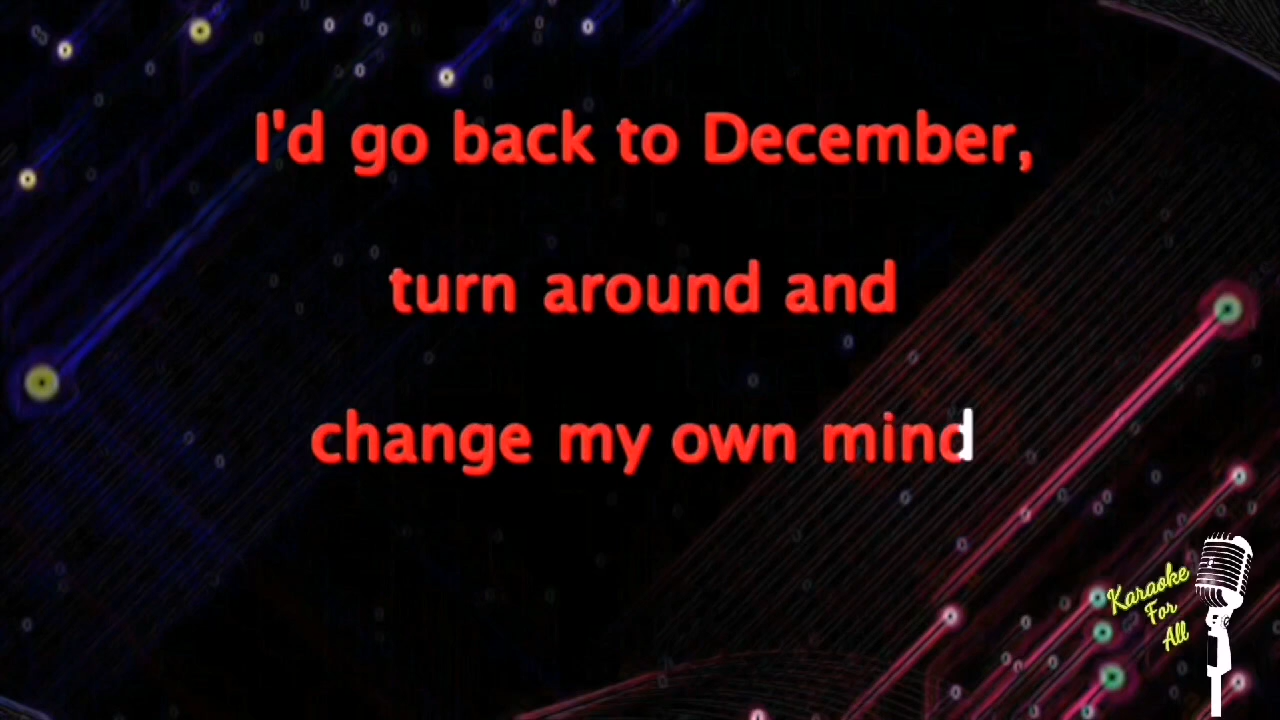 I'd go back to December,
turn around and
change my own mind
Karaoke
For
All